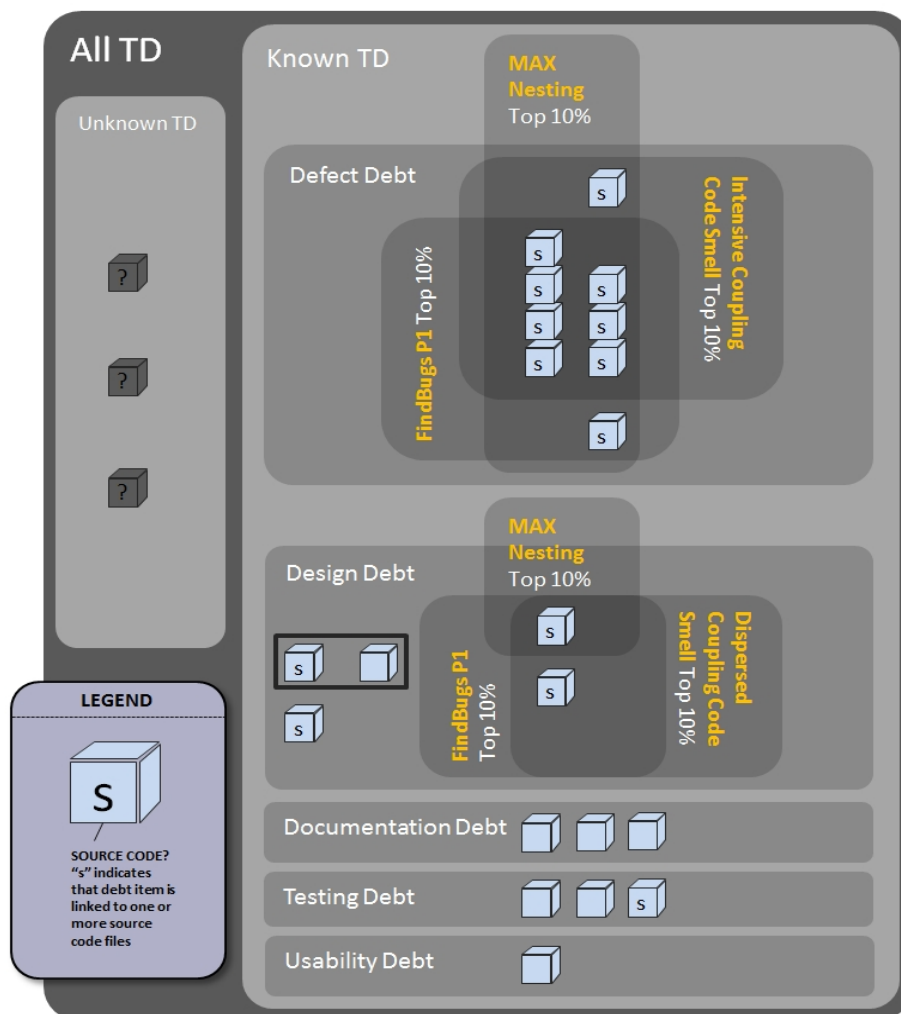 All TD
Unknown TD
?
?
?
Known TD
MAX
Nesting
Top 10%
Defect Debt
s
s
s
s
s
s
s
s
s
FindBugs P1 Top 10%
Intensive Coupling
Code Smell Top 10%
MAX
Nesting
Top 10%
Design Debt
s
s
s
s
FindBugs P1
Top 10%
Dispersed
Coupling Code
Smell Top 10%
Documentation Debt
Testing Debt
s
Usability Debt
LEGEND
S
SOURCE CODE?
“s” indicates
that debt item is
linked to one or
more source
code files